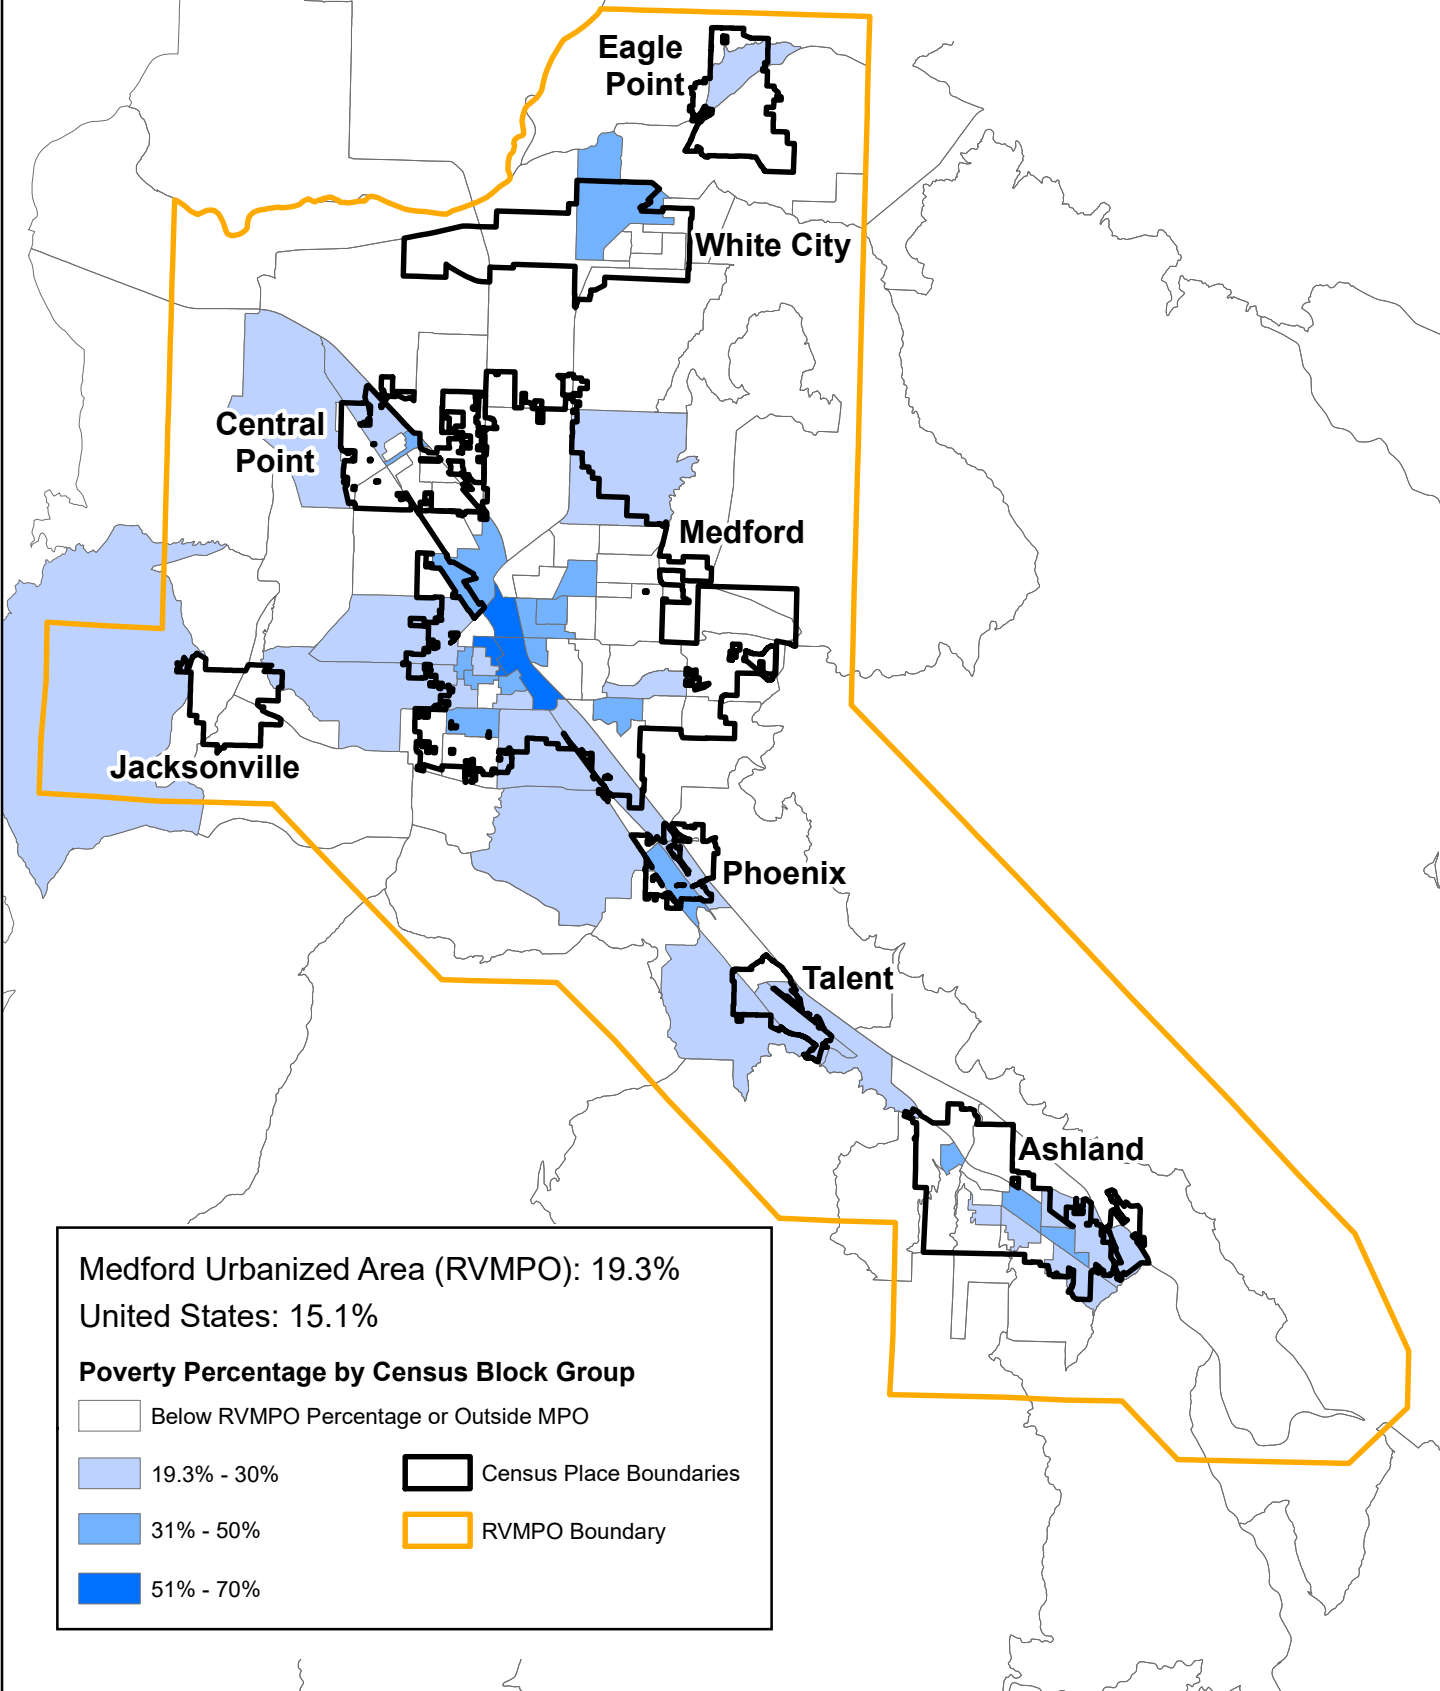 Eagle
Point
White City
Central
Point
Medford
Jacksonville
Phoenix
Talent
Ashland
Medford Urbanized Area (RVMPO): 19.3%
United States: 15.1%
Poverty Percentage by Census Block Group
Below RVMPO Percentage or Outside MPO
19.3% - 30%
Census Place Boundaries
31% - 50%
RVMPO Boundary
51% - 70%